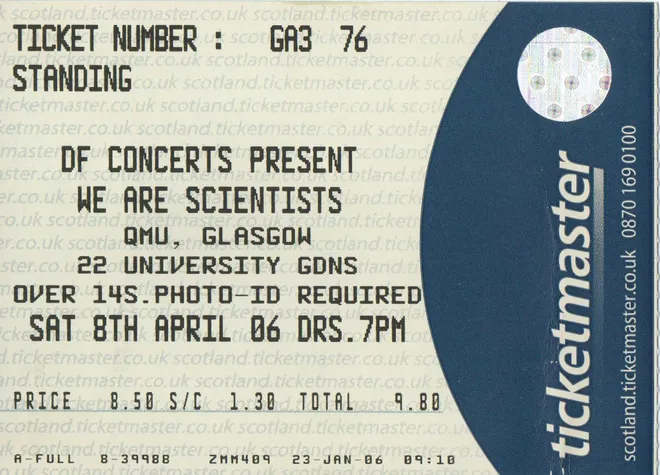 TICKET NUMBER : GA3 76
STANDING
DF CONCERTS PRESENT
WE ARE SCIENTISTS
QMU, GLASGOW
22 UNIVERSITY GDNS
OVER 14S.PHOTO-ID REQUIRED
SAT 8TH APRIL 06 DRS.7PM
PRICE 8.50 S/C 1.30 TOTAL 9.80
A-FULL B-39988 ZMMH09 23-JAN-06 09:10
ticketmaster
scotland.ticketmaster.co.uk 0870 169 0100